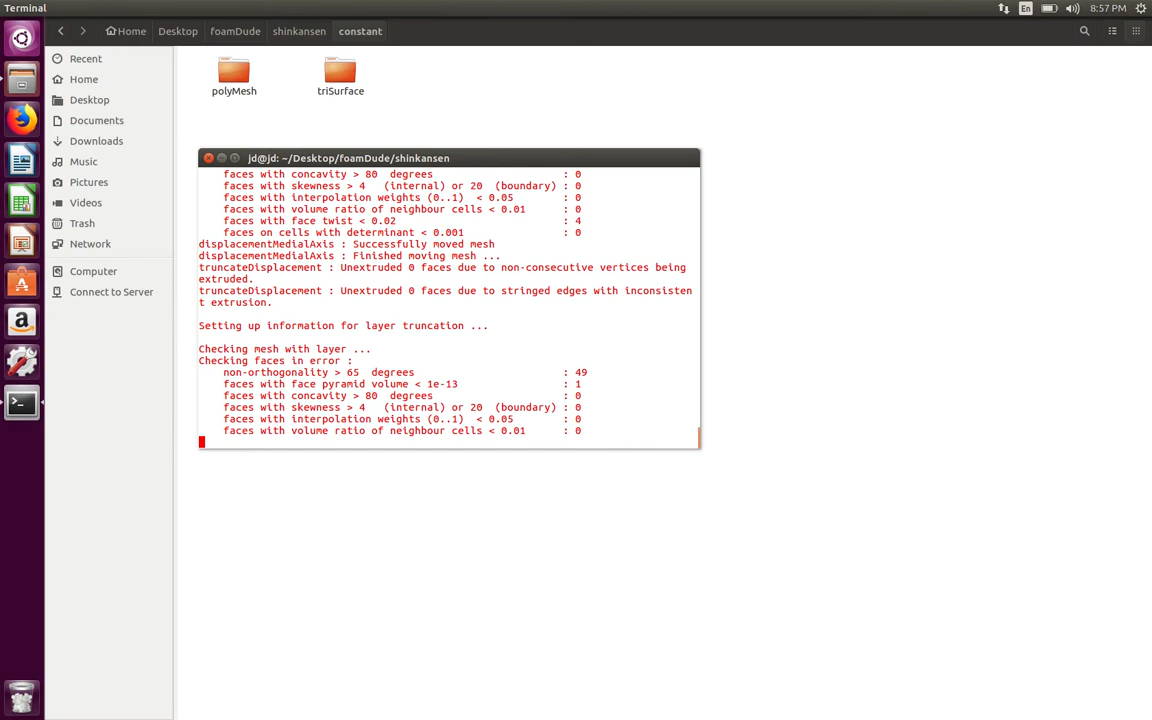 Terminal
En
8:57 PM
Home
Desktop
foamDude
shinkansen
constant
Recent
Home
Desktop
Documents
Downloads
Music
Pictures
Videos
Trash
Network
Computer
Connect to Server
polyMesh
triSurface
jd@jd: ~/Desktop/foamDude/shinkansen
faces with concavity > 80 degrees : 0
faces with skewness > 4 (internal) or 20 (boundary) : 0
faces with interpolation weights (0..1) < 0.05 : 0
faces with volume ratio of neighbour cells < 0.01 : 0
faces with face twist < 0.02 : 4
faces on cells with determinant < 0.001 : 0
displacementMedialAxis : Successfully moved mesh
displacementMedialAxis : Finished moving mesh ...
truncateDisplacement : Unextruded 0 faces due to non-consecutive vertices being
extruded.
truncateDisplacement : Unextruded 0 faces due to stringed edges with inconsisten
t extrusion.
Setting up information for layer truncation ...
Checking mesh with layer ...
Checking faces in error :
non-orthogonality > 65 degrees : 49
faces with face pyramid volume < 1e-13 : 1
faces with concavity > 80 degrees : 0
faces with skewness > 4 (internal) or 20 (boundary) : 0
faces with interpolation weights (0..1) < 0.05 : 0
faces with volume ratio of neighbour cells < 0.01 : 0